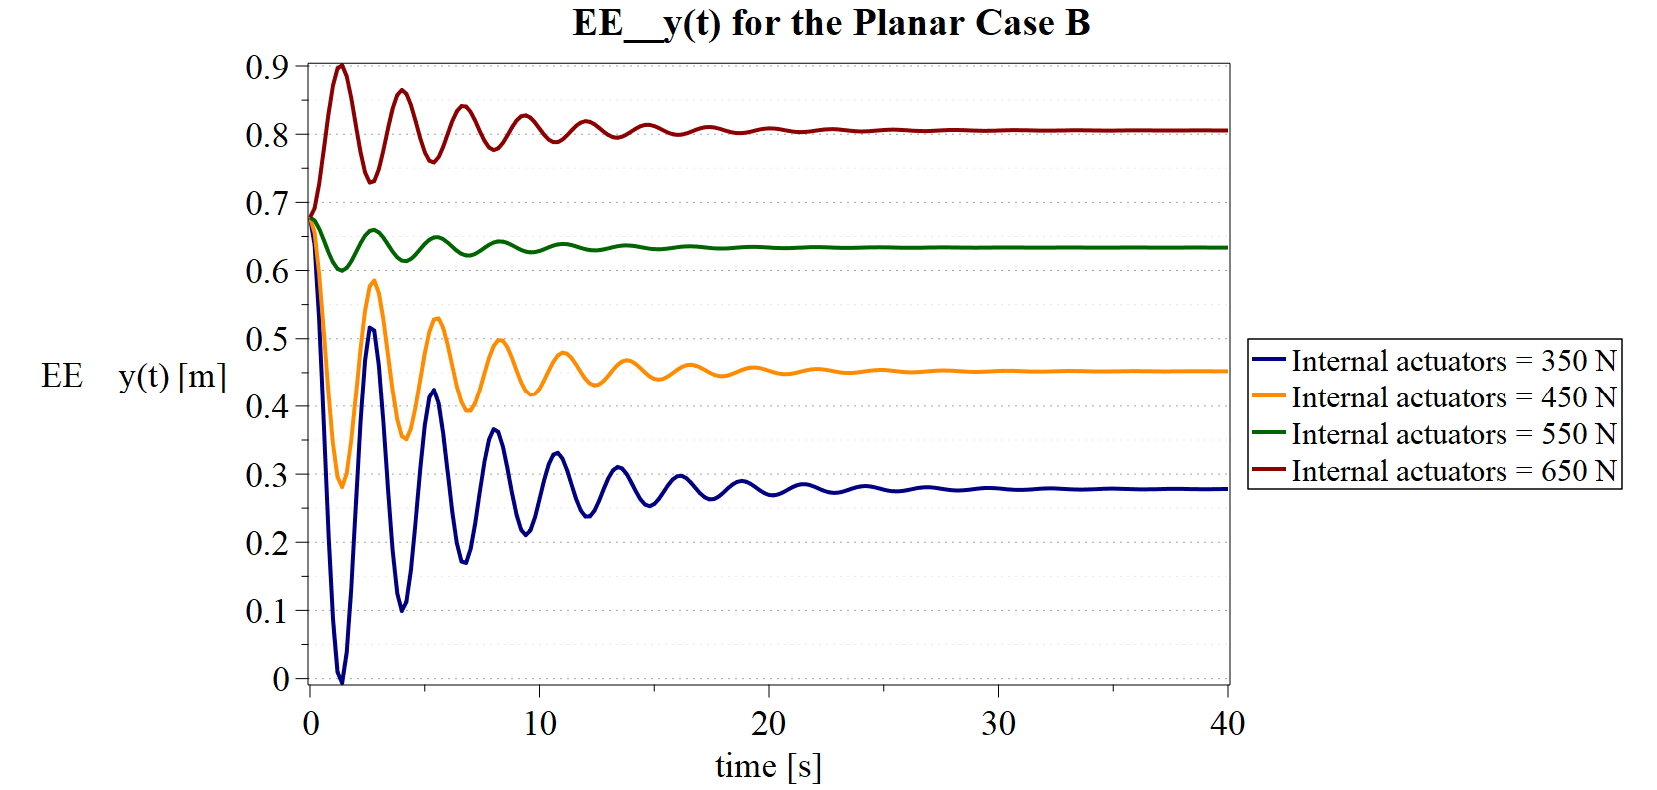 EE__y(t) for the Planar Case B
0.9
0.8
0.7
0.6
0.5
0.4
0.3
0.2
0.1
0
EE y(t) [m]
0 10 20 30 40
time [s]
Internal actuators = 350 N
Internal actuators = 450 N
Internal actuators = 550 N
Internal actuators = 650 N